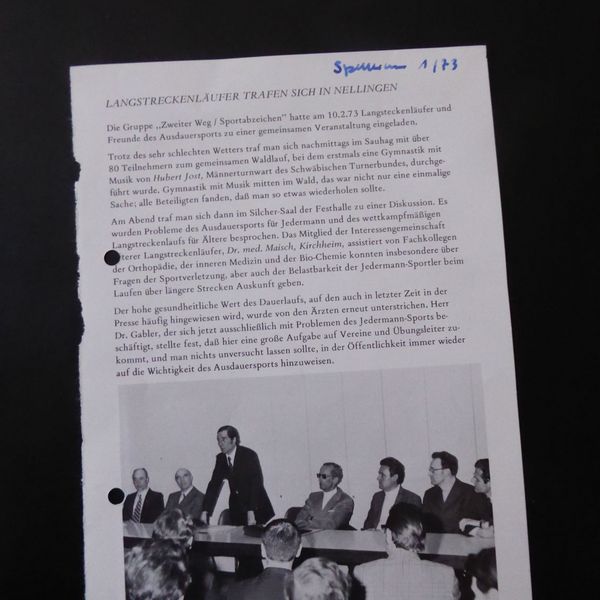 1/73
LANGSTRECKENLÄUFER TRAFEN SICH IN NELLINGEN
Die Gruppe „Zweiter Weg / Sportabzeichen" hatte am 10.2.73 Langsteckenläufer und
Freunde des Ausdauersports zu einer gemeinsamen Veranstaltung eingeladen.
Trotz des sehr schlechten Wetters traf man sich nachmittags im Sauhag mit über
80 Teilnehmern zum gemeinsamen Waldlauf, bei dem erstmals eine Gymnastik mit
Musik von Hubert Jost, Männerturnwart des Schwäbischen Turnerbundes, durchge-
führt wurde. Gymnastik mit Musik mitten im Wald, das war nicht nur eine einmalige
Sache; alle Beteiligten fanden, daß man so etwas wiederholen sollte.
Am Abend traf man sich dann im Silcher-Saal der Festhalle zu einer Diskussion. Es
wurden Probleme des Ausdauersports für Jedermann und des wettkampfmäßigen
Langstreckenlaufs für Ältere besprochen. Das Mitglied der Interessengemeinschaft
terer Langstreckenläufer, Dr. med. Maisch, Kirchheim, assistiert von Fachkollegen
der Orthopädie, der inneren Medizin und der Bio-Chemie konnten insbesondere über
Fragen der Sportverletzung, aber auch der Belastbarkeit der Jedermann-Sportler beim
Laufen über längere Strecken Auskunft geben.
Der hohe gesundheitliche Wert des Dauerlaufs, auf den auch in letzter Zeit in der
Presse häufig hingewiesen wird, wurde von den Ärzten erneut unterstrichen. Herr
Dr. Gabler, der sich jetzt ausschließlich mit Problemen des Jedermann-Sports be-
schäftigt, stellte fest, daß hier eine große Aufgabe auf Vereine und Übungsleiter zu-
kommt, und man nichts unversucht lassen sollte, in der Öffentlichkeit immer wieder
auf die Wichtigkeit des Ausdauersports hinzuweisen.